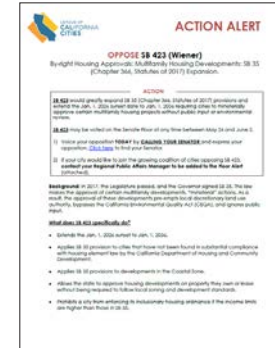 LEAGUE OF
CALIFORNIA
CITIES
ACTION ALERT
OPPOSE SB 423 (Wiener)
By-right Housing Approvals: Multifamily Housing Developments: SB 35
(Chapter 366, Statutes of 2017) Expansion.
ACTION
SB 423 would greatly expand SB 35 (Chapter 366, Statutes of 2017) provisions and
extend the Jan. 1, 2026 sunset date to Jan. 1, 2036 requiring cities to ministerially
approve certain multifamily housing projects without public input or environmental
review.
SB 423 may be voted on the Senate Floor at any time between May 24 and June 2.
1) Voice your opposition TODAY by CALLING YOUR SENATOR and express your
opposition. Click here to find your Senator.
2) If your city would like to join the growing coalition of cities opposing SB 423,
contact your Regional Public Affairs Manager to be added to the Floor Alert
(attached).
Background: In 2017, the Legislature passed, and the Governor signed SB 35. This law
makes the approval of certain multifamily developments, "ministerial" actions. As a
result, the approval of these developments pre-empts local discretionary land use
authority, bypasses the California Environmental Quality Act (CEQA), and ignores public
input.
What does SB 423 specifically do?
• Extends the Jan. 1, 2026 sunset to Jan. 1, 2036.
• Applies SB 35 provision to cities that have not been found in substantial compliance
with housing element law by the California Department of Housing and Community
Development.
• Applies SB 35 provisions to developments in the Coastal Zone.
• Allows the state to approve housing developments on property they own or lease
without being required to follow local zoning and development standards.
• Prohibits a city from enforcing its inclusionary housing ordinance if the income limits
are higher than those in SB 35.